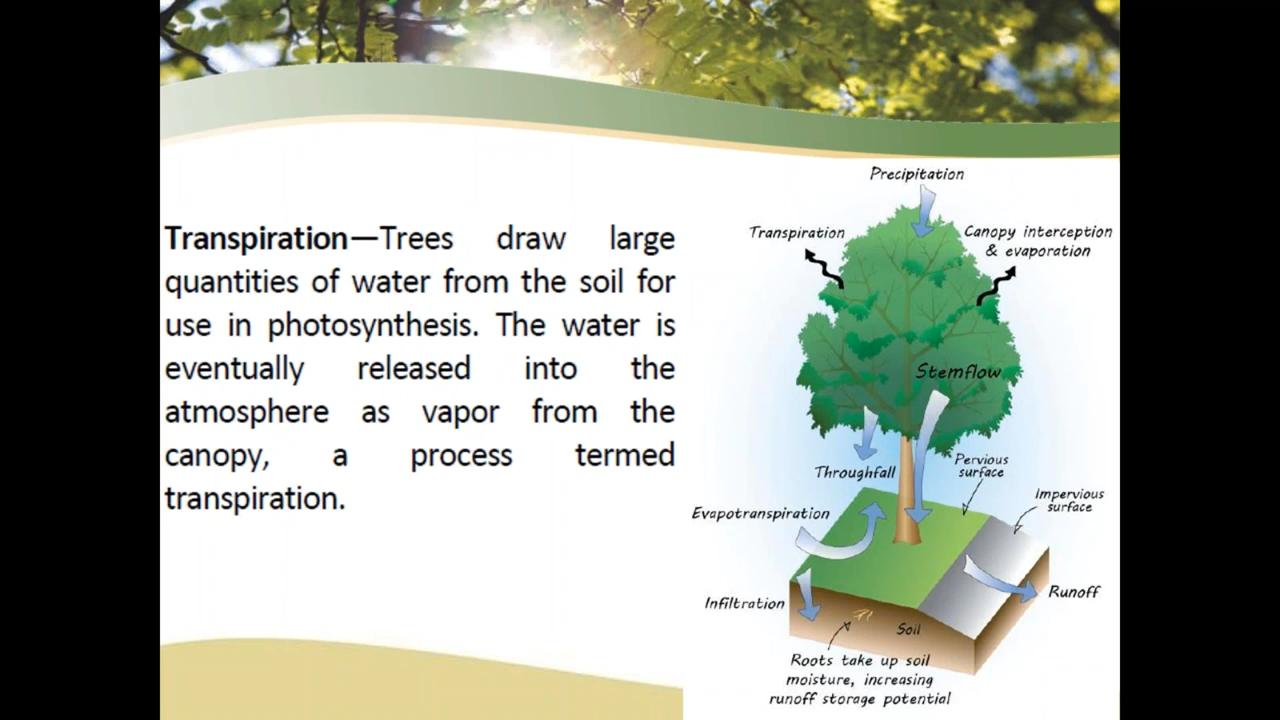 Transpiration—Trees draw large
quantities of water from the soil for
use in photosynthesis. The water is
eventually released into the
atmosphere as vapor from the
canopy, a process termed
transpiration.
Precipitation
Transpiration
Canopy interception
& evaporation
Stemflow
Throughfall
Pervious
surface
Impervious
surface
Evapotranspiration
Infiltration
Runoff
Soil
Roots take up soil
moisture, increasing
runoff storage potential